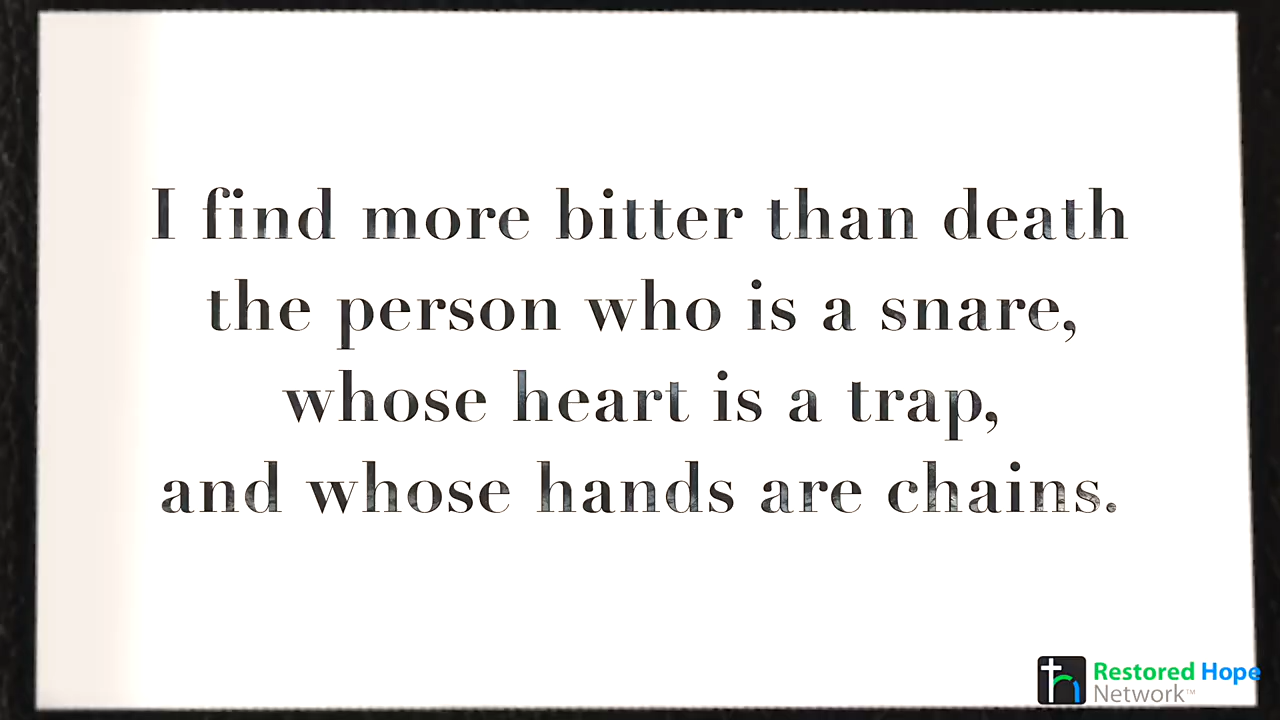 I find more bitter than death
the person who is a snare,
whose heart is a trap,
and whose hands are chains.
Restored Hope
Network™